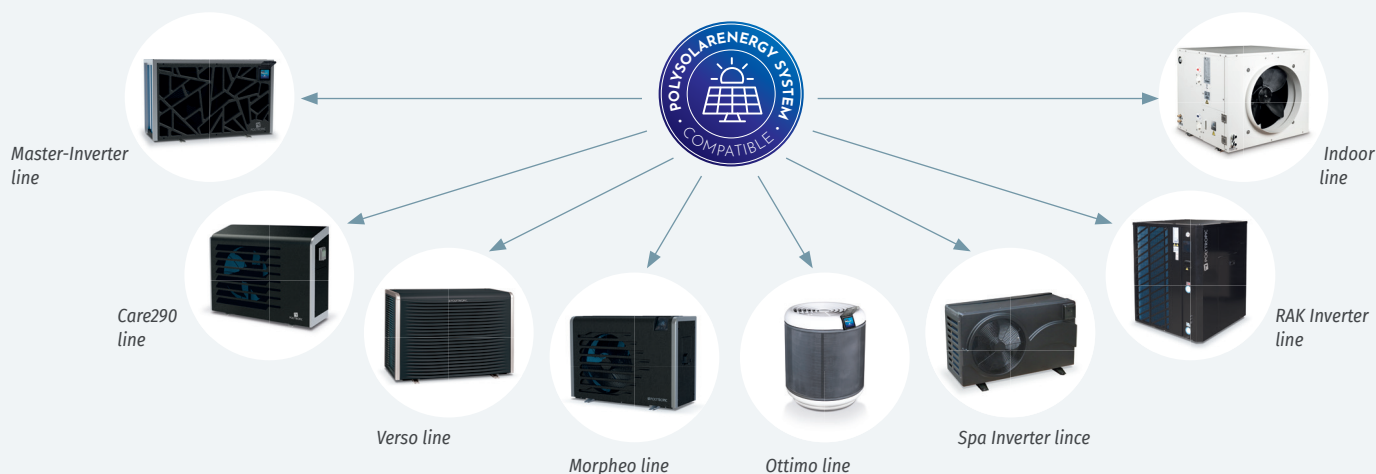 POLYSOLARENERGY SYSTEM
COMPATIBLE
Master-Inverter
line
Indoor
line
Care290
line
RAK Inverter
line
Verso line
Spa Inverter lince
Morpheo line
Ottimo line